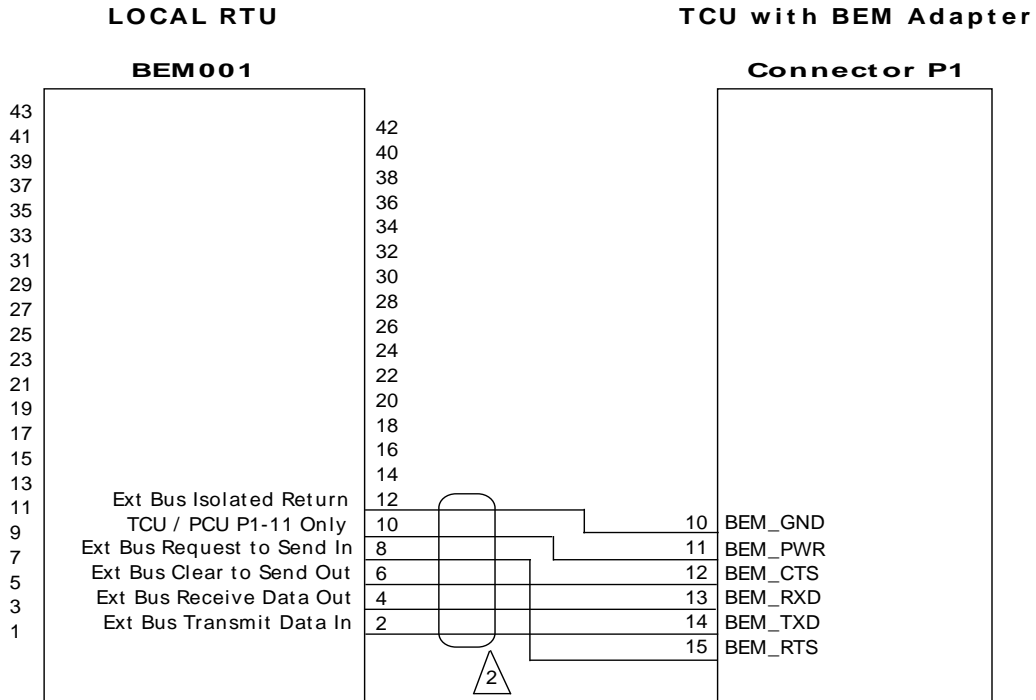 LOCAL RTU
TCU with BEM Adapter
BEM001
Connector P1
43
41
39
37
35
33
31
29
27
25
23
21
19
17
15
13
11
9
7
5
3
1
42
40
38
36
34
32
30
28
26
24
22
20
18
16
14
Ext Bus Isolated Return 12
TCU / PCU P1-11 Only 10
Ext Bus Request to Send In 8
Ext Bus Clear to Send Out 6
Ext Bus Receive Data Out 4
Ext Bus Transmit Data In 2
2
10 BEM_GND
11 BEM_PWR
12 BEM_CTS
13 BEM_RXD
14 BEM_TXD
15 BEM_RTS